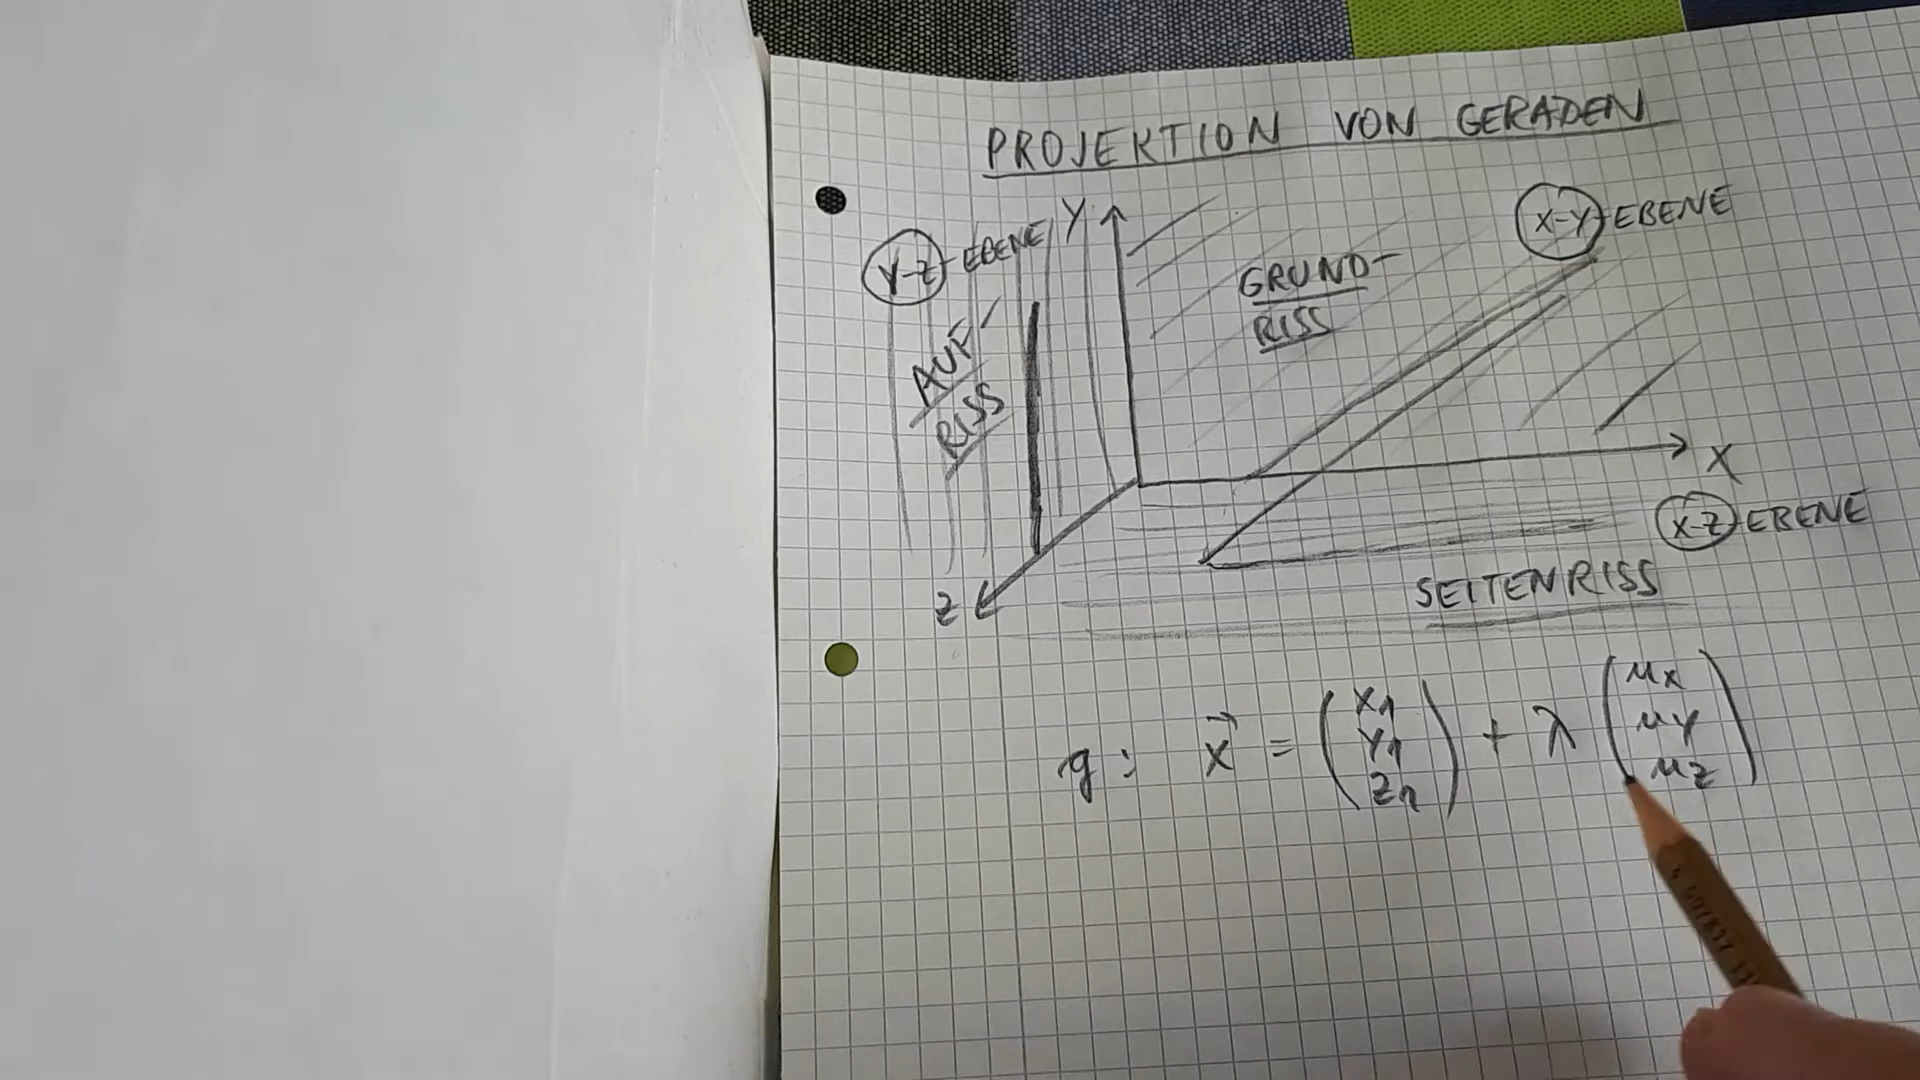 PROJEKTION VON GERADEN
Y-Z-EBENE
Y
X-Y-EBENE
GRUND-
RISS
AUF-
RISS
X
X-Z-EBENE
Z
SEITENRISS
g: x⃗ = (x1 y1 z1) + λ (ux uy uz)